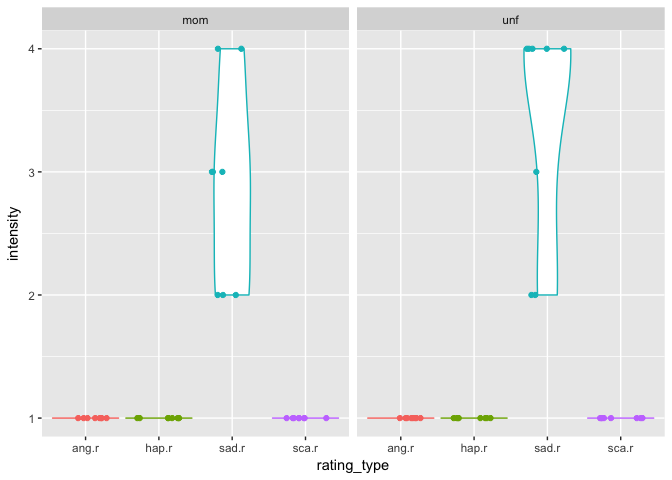 mom unf
4
3
2
1
intensity
ang.r hap.r sad.r sca.r ang.r hap.r sad.r sca.r
rating_type